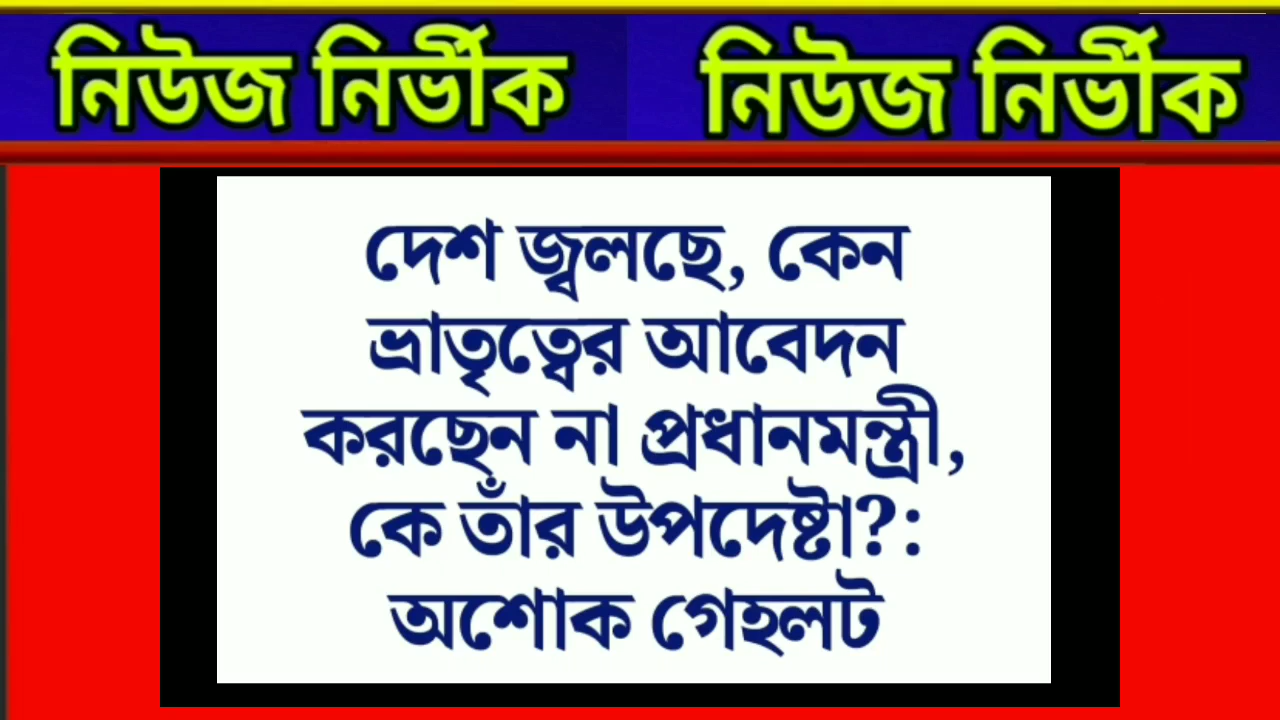 নিউজ নির্ভীক নিউজ নির্ভীক
দেশ জ্বলছে, কেন
ভ্রাতৃত্বের আবেদন
করছেন না প্রধানমন্ত্রী,
কে তাঁর উপদেষ্টা?:
অশোক গেহলট